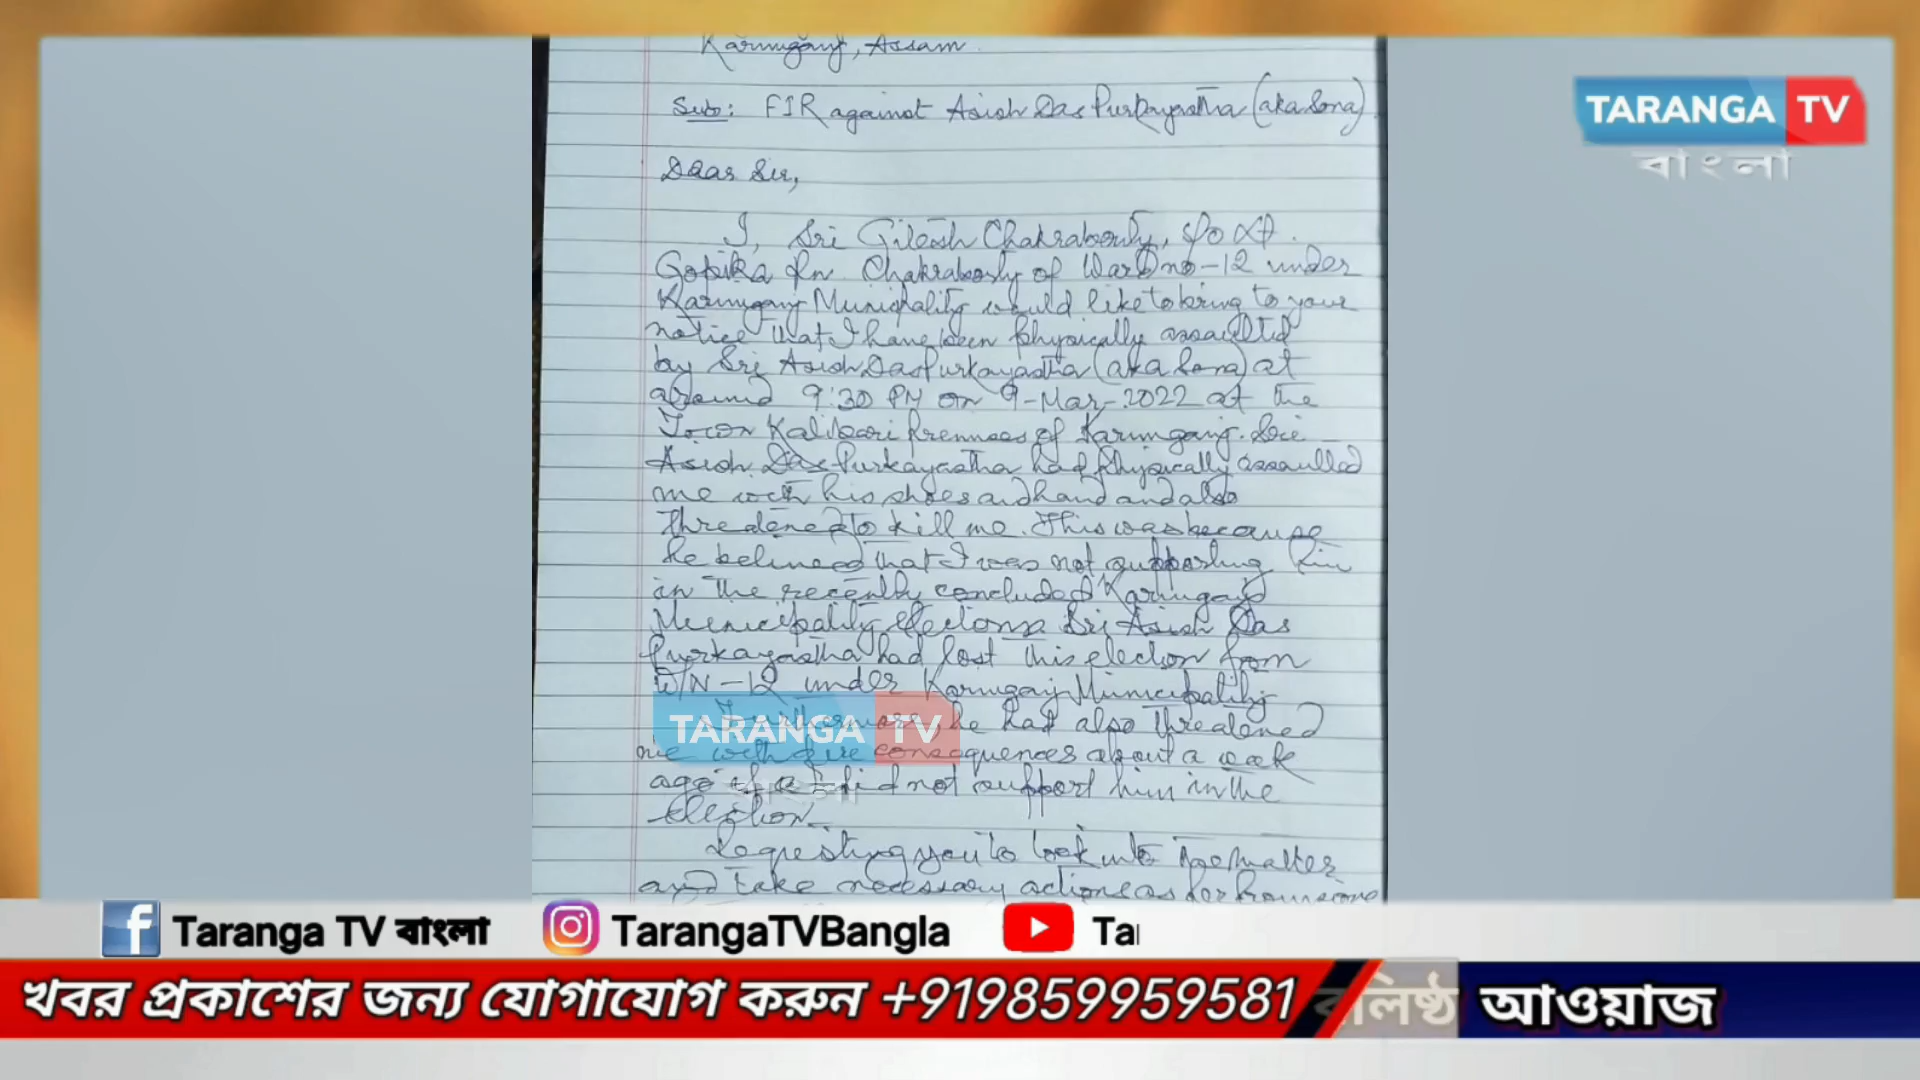 Karimganj, Assam.
TARANGA TV
বাংলা
Sub: FIR against Asish Das Purkayastha (aka Sona)
Dear Sir,
I, Sri Gilesh Chakraborty, S/o Lt.
Gopika Rn. Chakraborty of Ward no-12 under
Karimganj Municipality would like to bring to your
notice that I have been physically assaulted
by Sri Asish Das Purkayastha (aka Sona) at
around 9:30 PM on 9-Mar-2022 at the
Town Kalibari premises of Karimganj. Sri
Asish Das Purkayastha had physically assaulted
me with his shoes and hand and also
threatened to kill me. This was because
he believed that I was not supporting him
in the recently concluded Karimganj
Municipality elections. Sri Asish Das
Purkayastha had lost this election from
W/N-12 under Karimganj Municipality
Furthermore, he had also threatened
TARANGA TV
me with dire consequences about a week
ago if I did not support him in the
বাংলা
election.
Requesting you to look into the matter
and take necessary action as per
Taranga TV বাংলা
TarangaTVBangla
Ta
খবর প্রকাশের জন্য যোগাযোগ করুন +919859959581
বলিষ্ঠ আওয়াজ